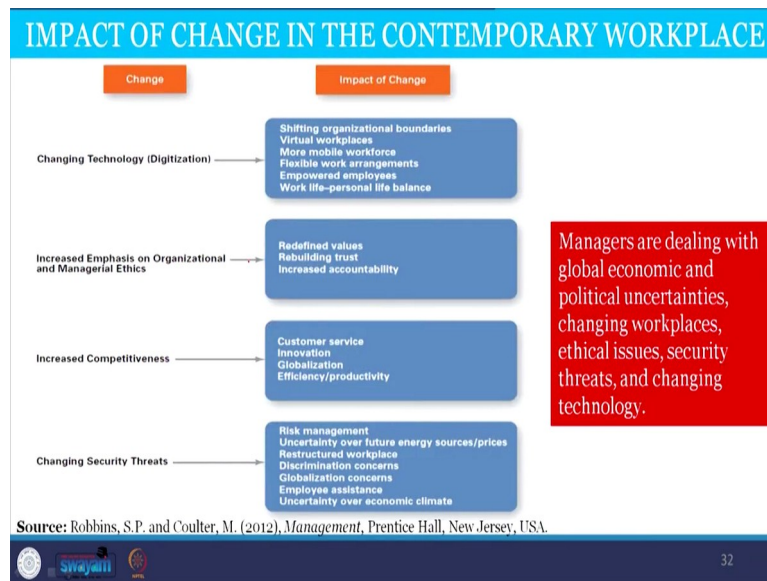 IMPACT OF CHANGE IN THE CONTEMPORARY WORKPLACE
Change
Impact of Change
Changing Technology (Digitization)
Shifting organizational boundaries
Virtual workplaces
More mobile workforce
Flexible work arrangements
Empowered employees
Work life–personal life balance
Increased Emphasis on Organizational
and Managerial Ethics
Redefined values
Rebuilding trust
Increased accountability
Increased Competitiveness
Customer service
Innovation
Globalization
Efficiency/productivity
Changing Security Threats
Risk management
Uncertainty over future energy sources/prices
Restructured workplace
Discrimination concerns
Globalization concerns
Employee assistance
Uncertainty over economic climate
Managers are dealing with
global economic and
political uncertainties,
changing workplaces,
ethical issues, security
threats, and changing
technology.
Source: Robbins, S.P. and Coulter, M. (2012), Management, Prentice Hall, New Jersey, USA.
swayam
32